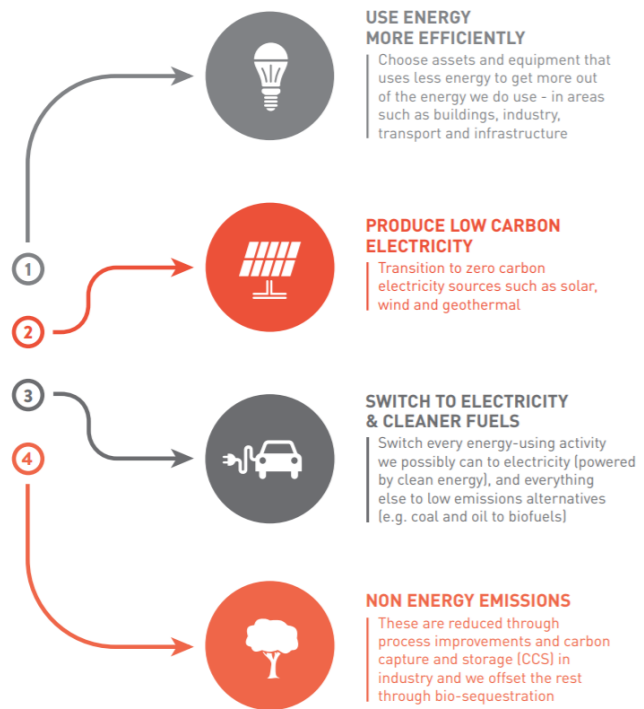 USE ENERGY
MORE EFFICIENTLY
Choose assets and equipment that
uses less energy to get more out
of the energy we do use - in areas
such as buildings, industry,
transport and infrastructure
1
PRODUCE LOW CARBON
ELECTRICITY
Transition to zero carbon
electricity sources such as solar,
wind and geothermal
2
3
SWITCH TO ELECTRICITY
& CLEANER FUELS
Switch every energy-using activity
we possibly can to electricity (powered
by clean energy), and everything
else to low emissions alternatives
(e.g. coal and oil to biofuels)
4
NON ENERGY EMISSIONS
These are reduced through
process improvements and carbon
capture and storage (CCS) in
industry and we offset the rest
through bio-sequestration